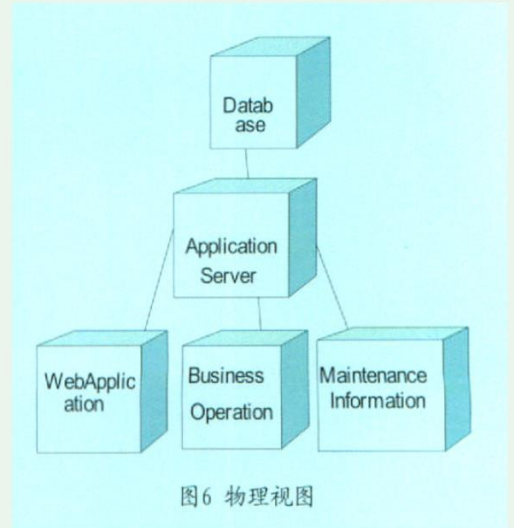 Datab
ase
Application
Server
WebApplic
ation
Business
Operation
Maintenance
Information
图6 物理视图